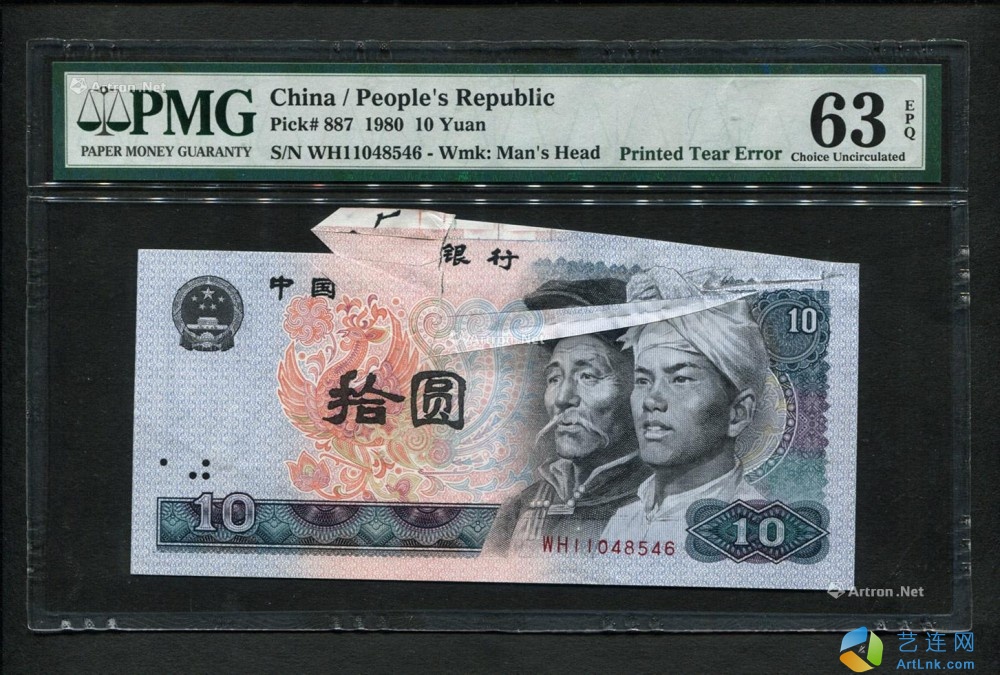 Artron.Net
PMG
PAPER MONEY GUARANTY
China / People's Republic
Pick# 887 1980 10 Yuan
S/N WH11048546 - Wmk: Man's Head
Printed Tear Error
63
EPQ
Choice Uncirculated
银行
中国
10
Artron.Net
拾圆
10
10
WH11048546
Artron.Net
艺连网
ArtLnk.com